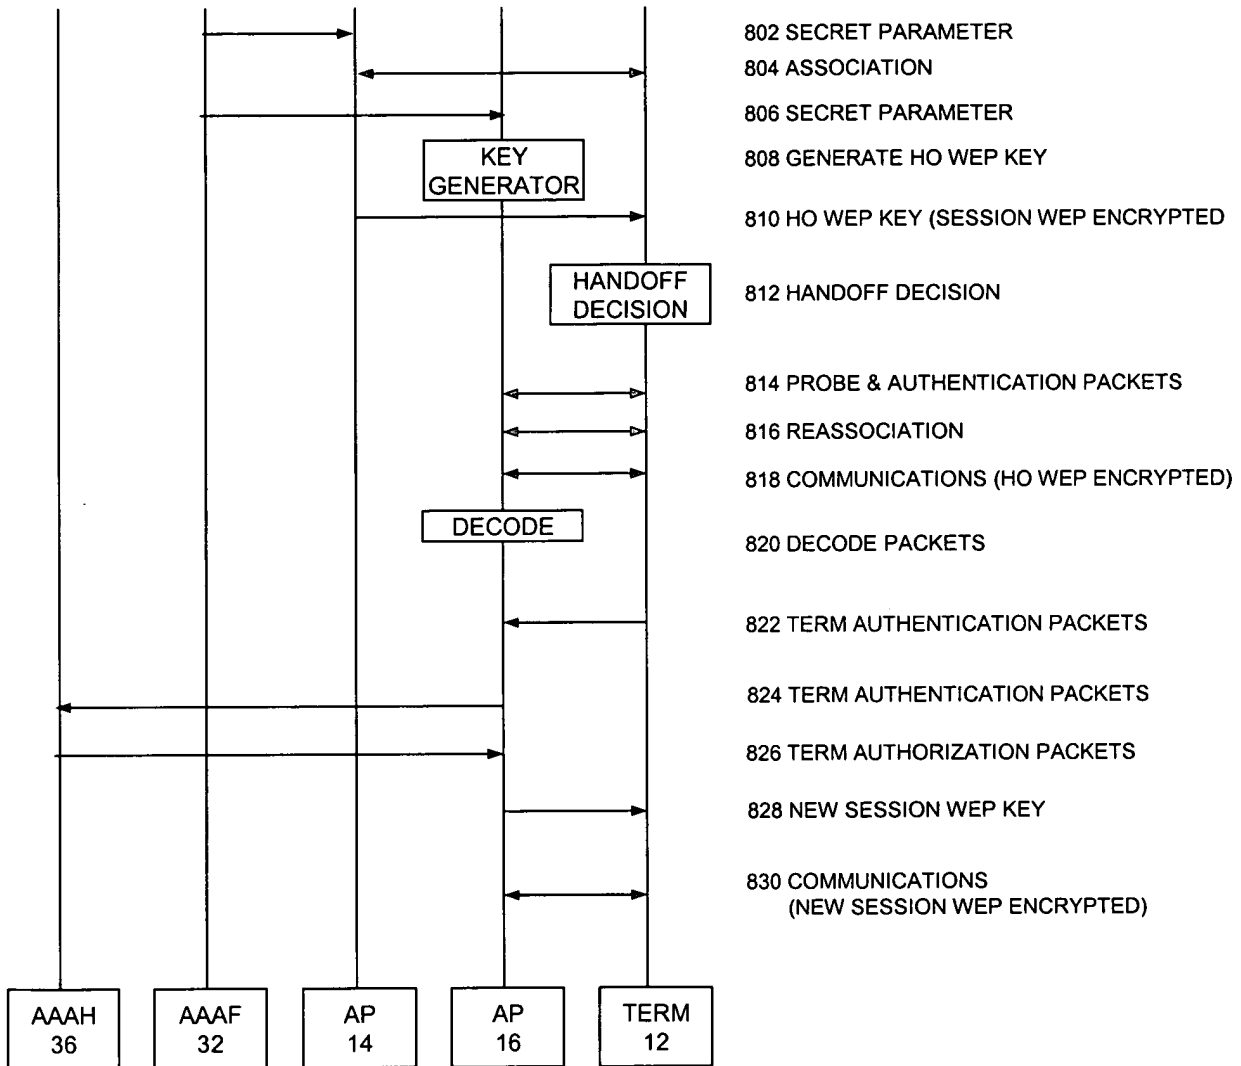 802 SECRET PARAMETER
804 ASSOCIATION
806 SECRET PARAMETER
KEY
GENERATOR
808 GENERATE HO WEP KEY
810 HO WEP KEY (SESSION WEP ENCRYPTED
HANDOFF
DECISION
812 HANDOFF DECISION
814 PROBE & AUTHENTICATION PACKETS
816 REASSOCIATION
818 COMMUNICATIONS (HO WEP ENCRYPTED)
DECODE
820 DECODE PACKETS
822 TERM AUTHENTICATION PACKETS
824 TERM AUTHENTICATION PACKETS
826 TERM AUTHORIZATION PACKETS
828 NEW SESSION WEP KEY
830 COMMUNICATIONS
(NEW SESSION WEP ENCRYPTED)
AAAH
36
AAAF
32
AP
14
AP
16
TERM
12